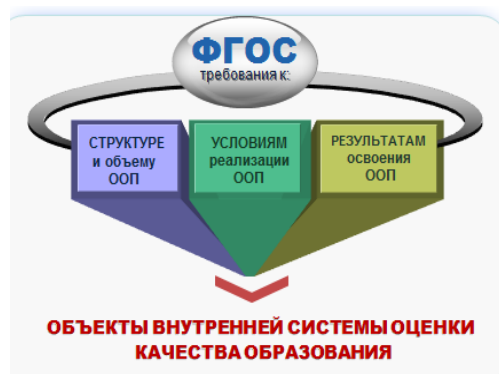 ФГОС
требования к:
СТРУКТУРЕ
и объему
ООП
УСЛОВИЯМ
реализации
ООП
РЕЗУЛЬТАТАМ
освоения
ООП
ОБЪЕКТЫ ВНУТРЕННЕЙ СИСТЕМЫ ОЦЕНКИ
КАЧЕСТВА ОБРАЗОВАНИЯ